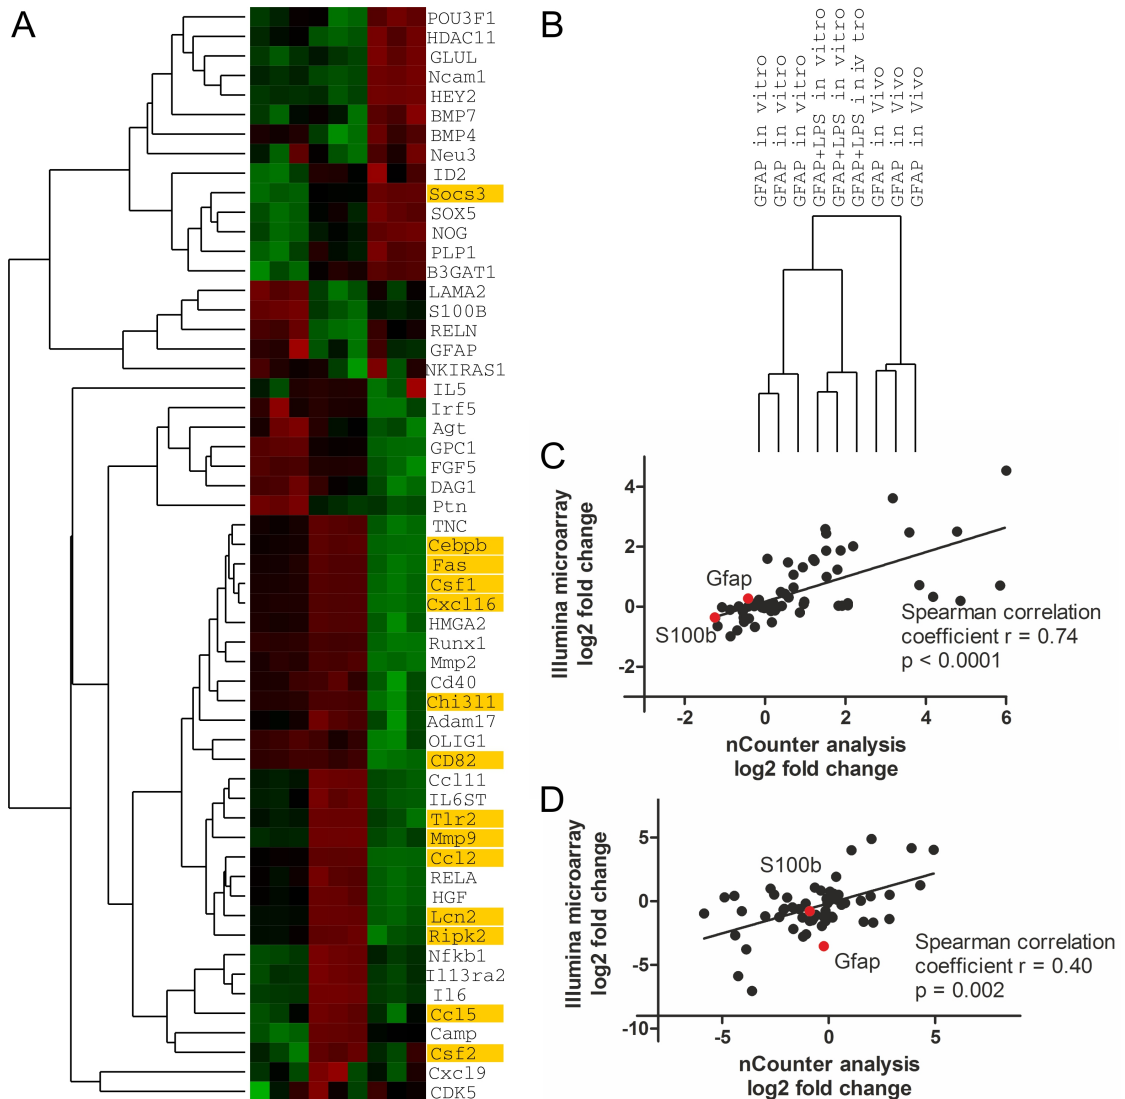 A
POU3F1
HDAC11
GLUL
Ncam1
HEY2
BMP7
BMP4
Neu3
ID2
Socs3
SOX5
NOG
PLP1
B3GAT1
LAMA2
S100B
RELN
GFAP
NKIRAS1
IL5
Irf5
Agt
GPC1
FGF5
DAG1
Ptn
TNC
Cebpb
Fas
Csf1
Cxcl16
HMGA2
Runx1
Mmp2
Cd40
Chi3l1
Adam17
OLIG1
CD82
Ccl11
IL6ST
Tlr2
Mmp9
Ccl2
RELA
HGF
Lcn2
Ripk2
Nfkb1
Il13ra2
Il6
Ccl5
Camp
Csf2
Cxcl9
CDK5
B
GFAP in vitro
GFAP in vitro
GFAP in vitro
GFAP+LPS in vitro
GFAP+LPS in vitro
GFAP+LPS in iv tro
GFAP in Vivo
GFAP in Vivo
GFAP in Vivo
C
Illumina microarray
log2 fold change
4
2
0
-2
Gfap
S100b
Spearman correlation
coefficient r = 0.74
p < 0.0001
-2 0 2 4 6
nCounter analysis
log2 fold change
D
Illumina microarray
log2 fold change
5
0
-5
-10
S100b
Gfap
Spearman correlation
coefficient r = 0.40
p = 0.002
-5 0 5
nCounter analysis
log2 fold change